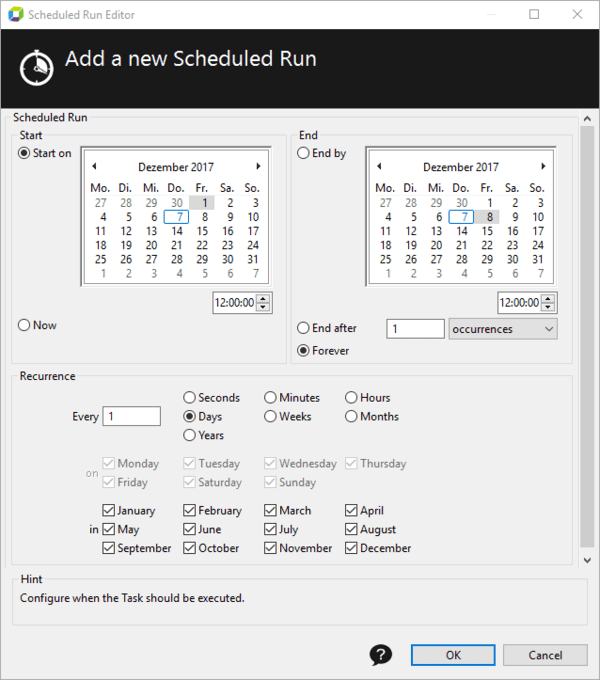 Scheduled Run Editor
Add a new Scheduled Run
Scheduled Run
Start
Start on
Dezember 2017
Mo. Di. Mi. Do. Fr. Sa. So.
27 28 29 30 1 2 3
4 5 6 7 8 9 10
11 12 13 14 15 16 17
18 19 20 21 22 23 24
25 26 27 28 29 30 31
1 2 3 4 5 6 7
12:00:00
Now
End
End by
Dezember 2017
Mo. Di. Mi. Do. Fr. Sa. So.
27 28 29 30 1 2 3
4 5 6 7 8 9 10
11 12 13 14 15 16 17
18 19 20 21 22 23 24
25 26 27 28 29 30 31
1 2 3 4 5 6 7
12:00:00
End after 1 occurrences
Forever
Recurrence
Seconds Minutes Hours
Every 1 Days Weeks Months
Years
on Monday Tuesday Wednesday Thursday
Friday Saturday Sunday
January February March April
in May June July August
September October November December
Hint
Configure when the Task should be executed.
? OK Cancel